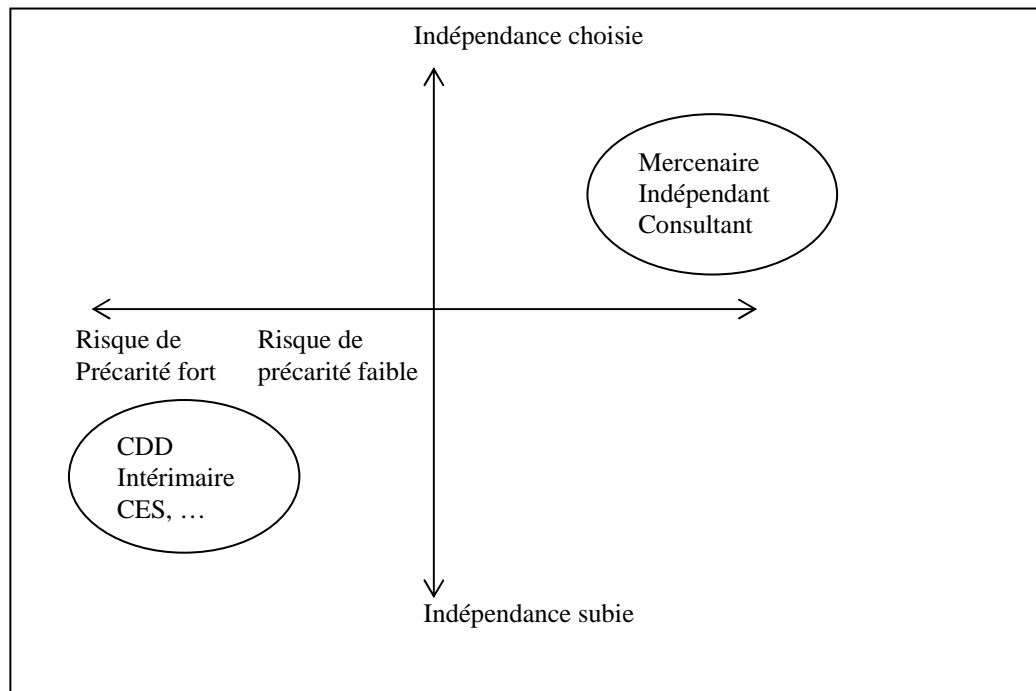 Indépendance choisie
Mercenaire
Indépendant
Consultant
Risque de
Précarité fort
Risque de
précarité faible
CDD
Intérimaire
CES, …
Indépendance subie